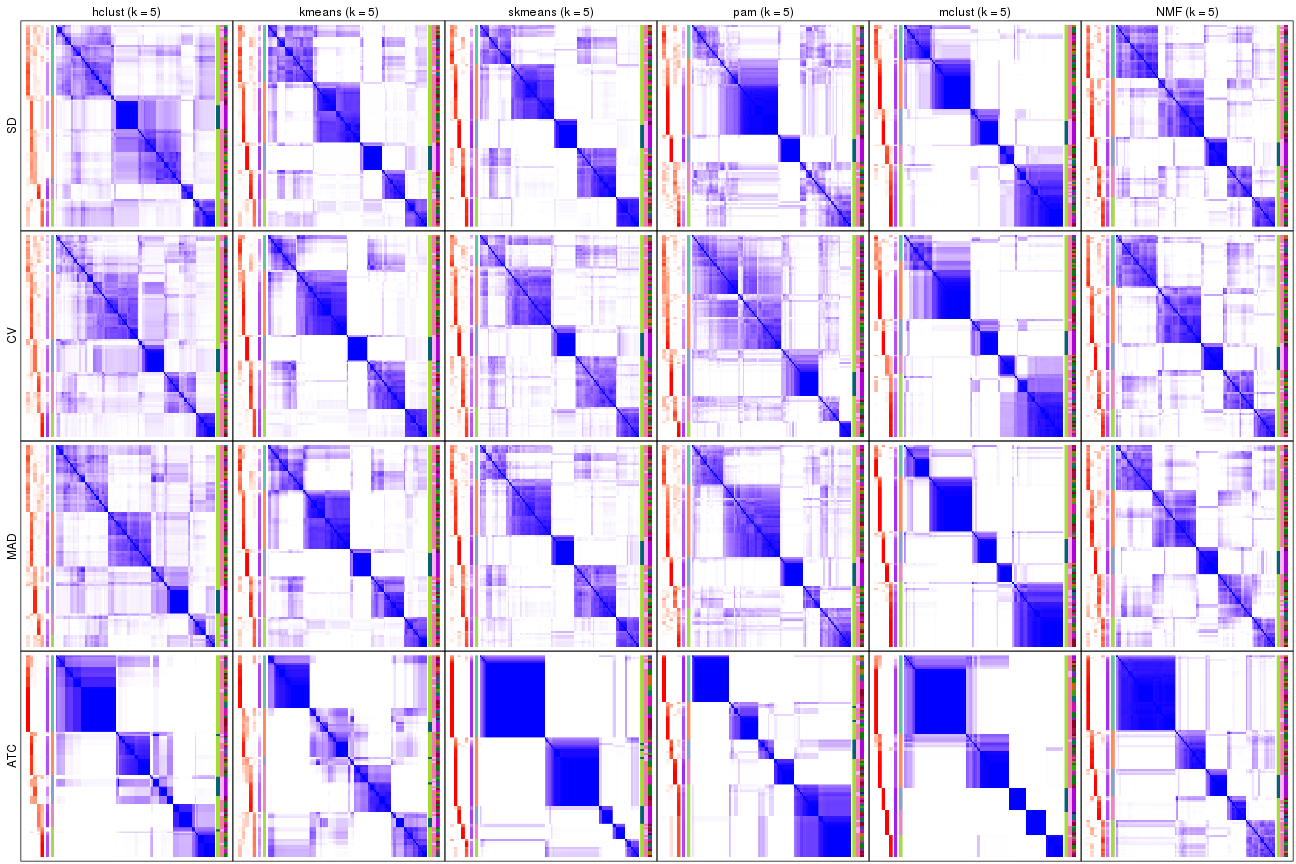 hclust (k = 5)
kmeans (k = 5)
skmeans (k = 5)
pam (k = 5)
mclust (k = 5)
NMF (k = 5)
SD
CV
MAD
ATC